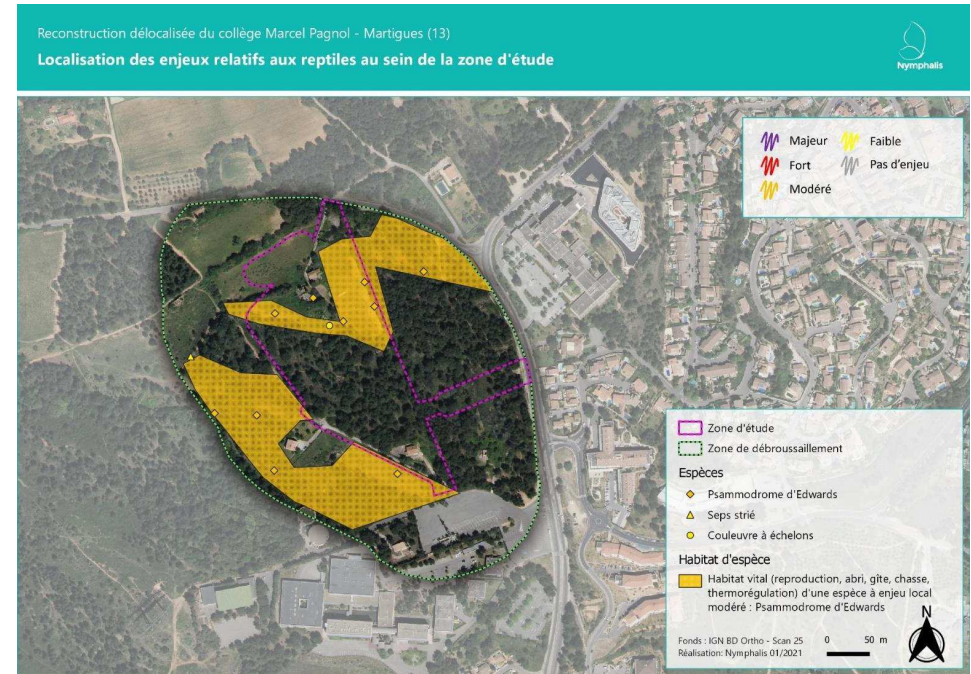 Reconstruction délocalisée du collège Marcel Pagnol - Martigues (13)
Localisation des enjeux relatifs aux reptiles au sein de la zone d'étude
Nymphalis
Majeur
Faible
Fort
Pas d'enjeu
Modéré
Zone d'étude
Zone de débroussaillement
Espèces
Psammodrome d'Edwards
Seps strié
Couleuvre à échelons
Habitat d'espèce
Habitat vital (reproduction, abri, gîte, chasse,
thermorégulation) d'une espèce à enjeu local
modéré : Psammodrome d'Edwards
N
Fonds : IGN BD Ortho - Scan 25
Réalisation: Nymphalis 01/2021
0 50 m